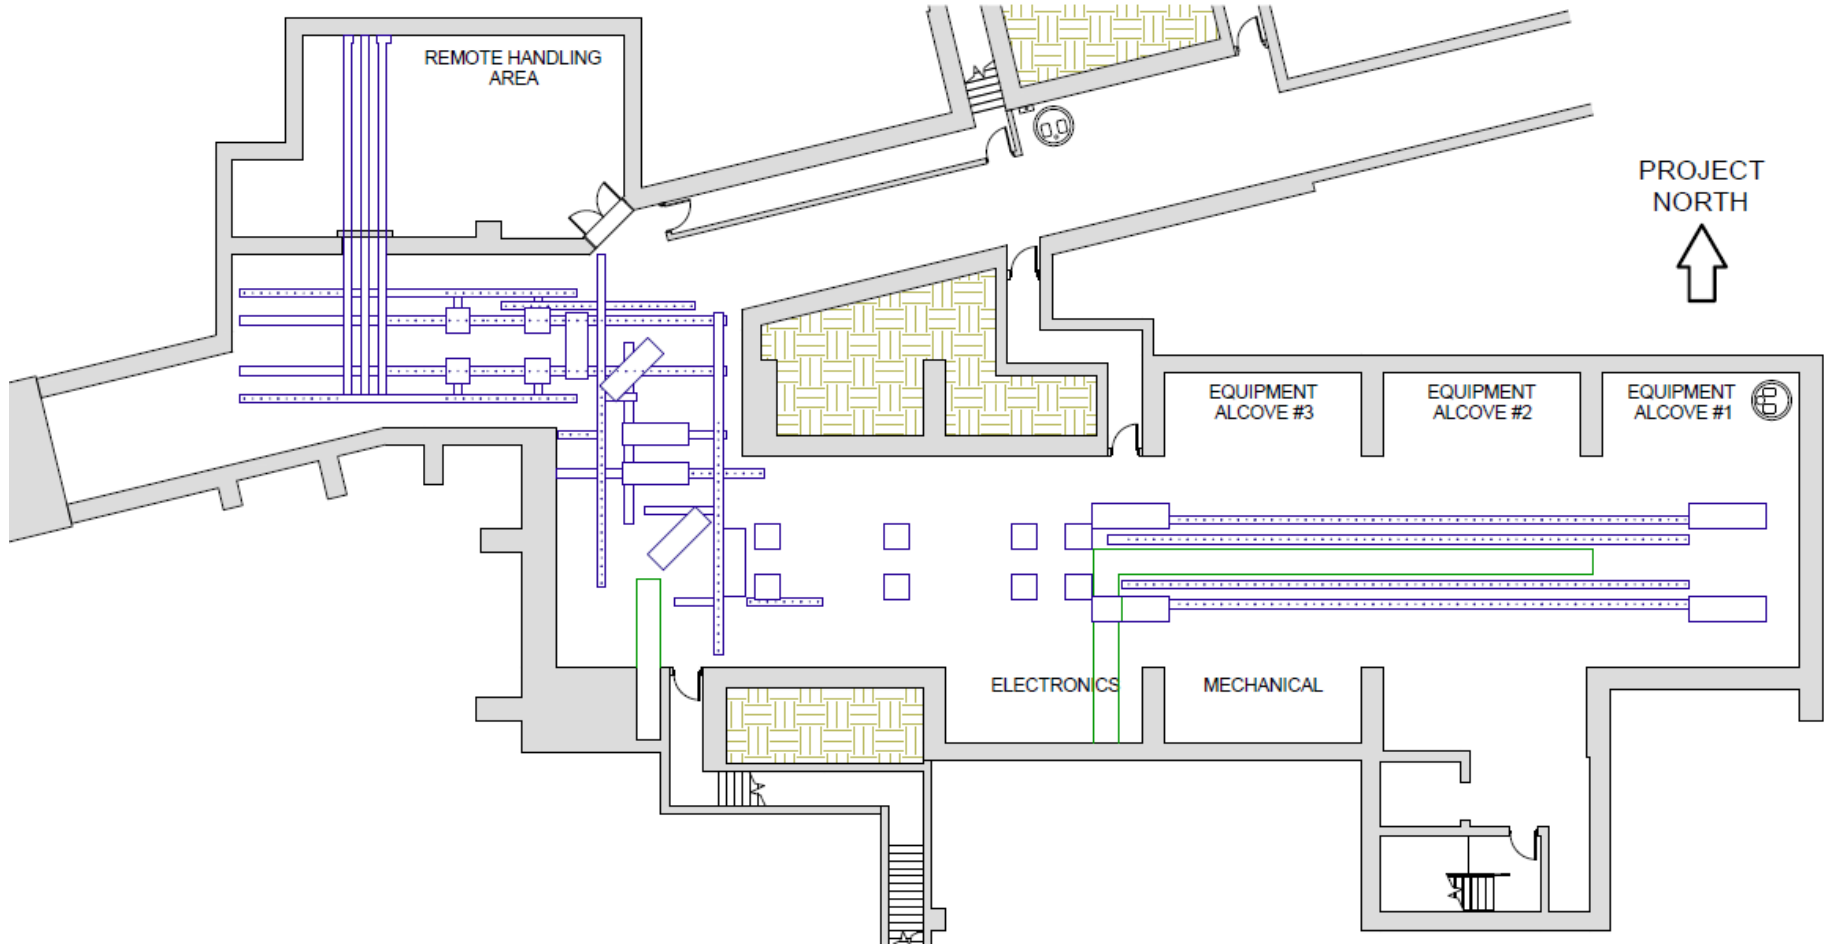 REMOTE HANDLING
AREA
PROJECT
NORTH
EQUIPMENT
ALCOVE #3
EQUIPMENT
ALCOVE #2
EQUIPMENT
ALCOVE #1
ELECTRONICS
MECHANICAL